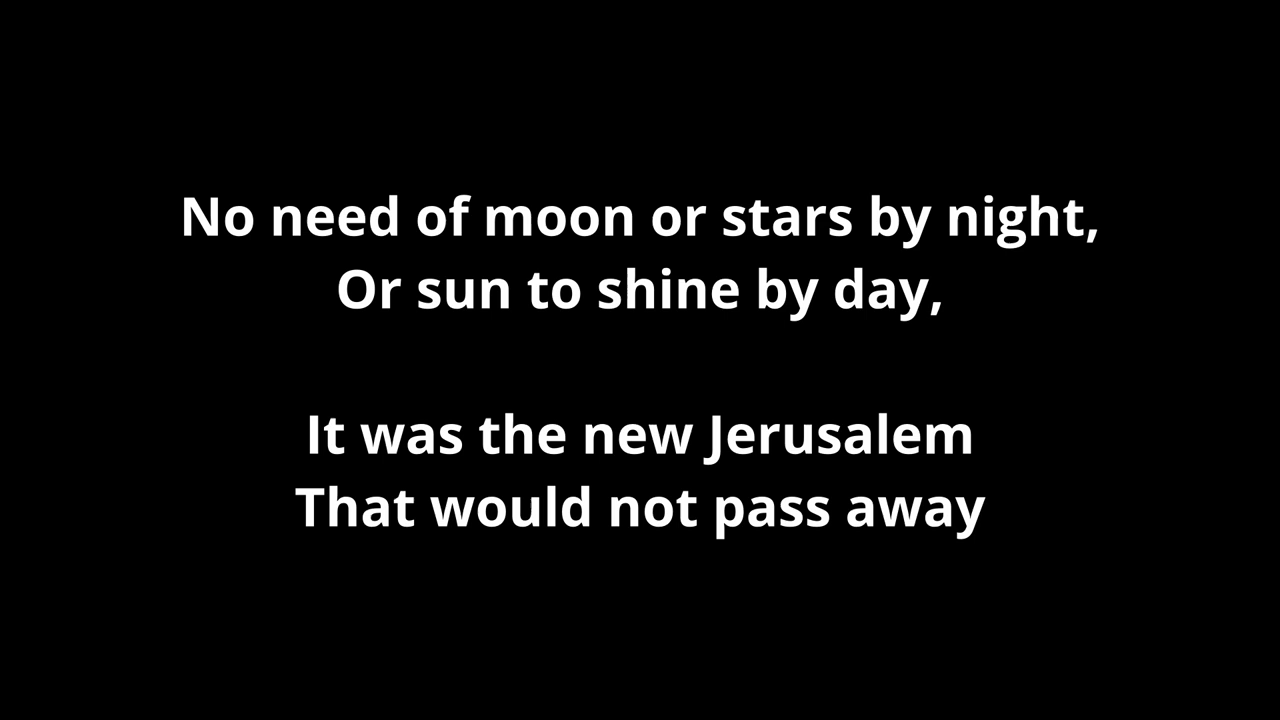 No need of moon or stars by night,
Or sun to shine by day,
It was the new Jerusalem
That would not pass away